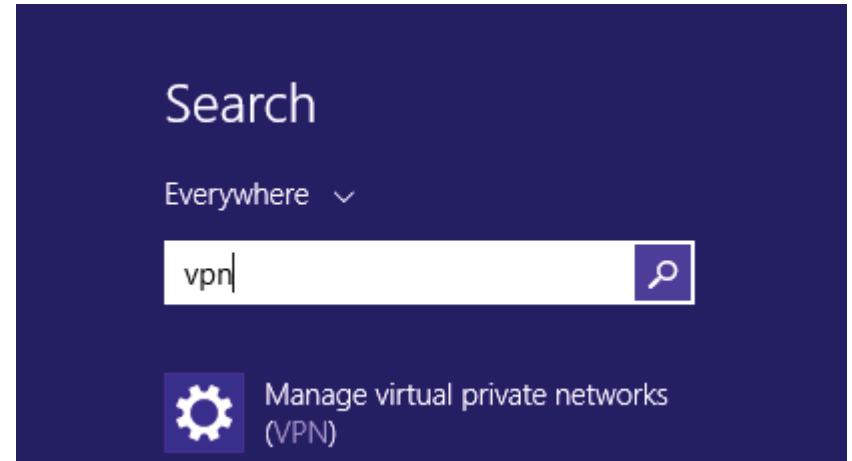 Search
Everywhere
vpn
Manage virtual private networks
(VPN)